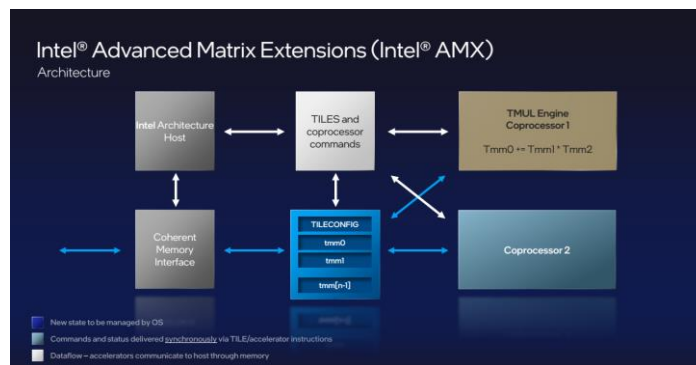 Intel® Advanced Matrix Extensions (Intel® AMX)
Architecture
Intel Architecture
Host
TILES and
coprocessor
commands
TMUL Engine
Coprocessor 1
Tmm0 += Tmm1 * Tmm2
Coherent
Memory
Interface
TILECONFIG
tmm0
tmm1
tmm[n-1]
Coprocessor 2
New state to be managed by OS
Commands and status delivered synchronously via TILE/accelerator instructions
Dataflow – accelerators communicate to host through memory